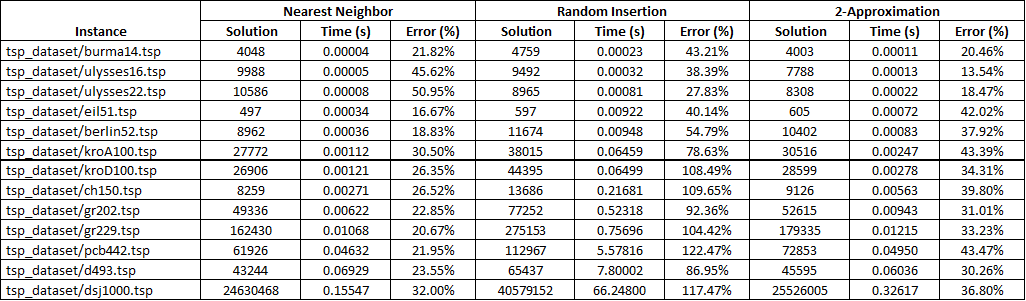 Instance Nearest Neighbor Random Insertion 2-Approximation
Solution Time (s) Error (%) Solution Time (s) Error (%) Solution Time (s) Error (%)
tsp_dataset/burma14.tsp 4048 0.00004 21.82% 4759 0.00023 43.21% 4003 0.00011 20.46%
tsp_dataset/ulysses16.tsp 9988 0.00005 45.62% 9492 0.00032 38.39% 7788 0.00013 13.54%
tsp_dataset/ulysses22.tsp 10586 0.00008 50.95% 8965 0.00081 27.83% 8308 0.00022 18.47%
tsp_dataset/eil51.tsp 497 0.00034 16.67% 597 0.00922 40.14% 605 0.00072 42.02%
tsp_dataset/berlin52.tsp 8962 0.00036 18.83% 11674 0.00948 54.79% 10402 0.00083 37.92%
tsp_dataset/kroA100.tsp 27772 0.00112 30.50% 38015 0.06459 78.63% 30516 0.00247 43.39%
tsp_dataset/kroD100.tsp 26906 0.00121 26.35% 44395 0.06499 108.49% 28599 0.00278 34.31%
tsp_dataset/ch150.tsp 8259 0.00271 26.52% 13686 0.21681 109.65% 9126 0.00563 39.80%
tsp_dataset/gr202.tsp 49336 0.00622 22.85% 77252 0.52318 92.36% 52615 0.00943 31.01%
tsp_dataset/gr229.tsp 162430 0.01068 20.67% 275153 0.75696 104.42% 179335 0.01215 33.23%
tsp_dataset/pcb442.tsp 61926 0.04632 21.95% 112967 5.57816 122.47% 72853 0.04950 43.47%
tsp_dataset/d493.tsp 43244 0.06929 23.55% 65437 7.80002 86.95% 45595 0.06036 30.26%
tsp_dataset/dsj1000.tsp 24630468 0.15547 32.00% 40579152 66.24800 117.47% 25526005 0.32617 36.80%